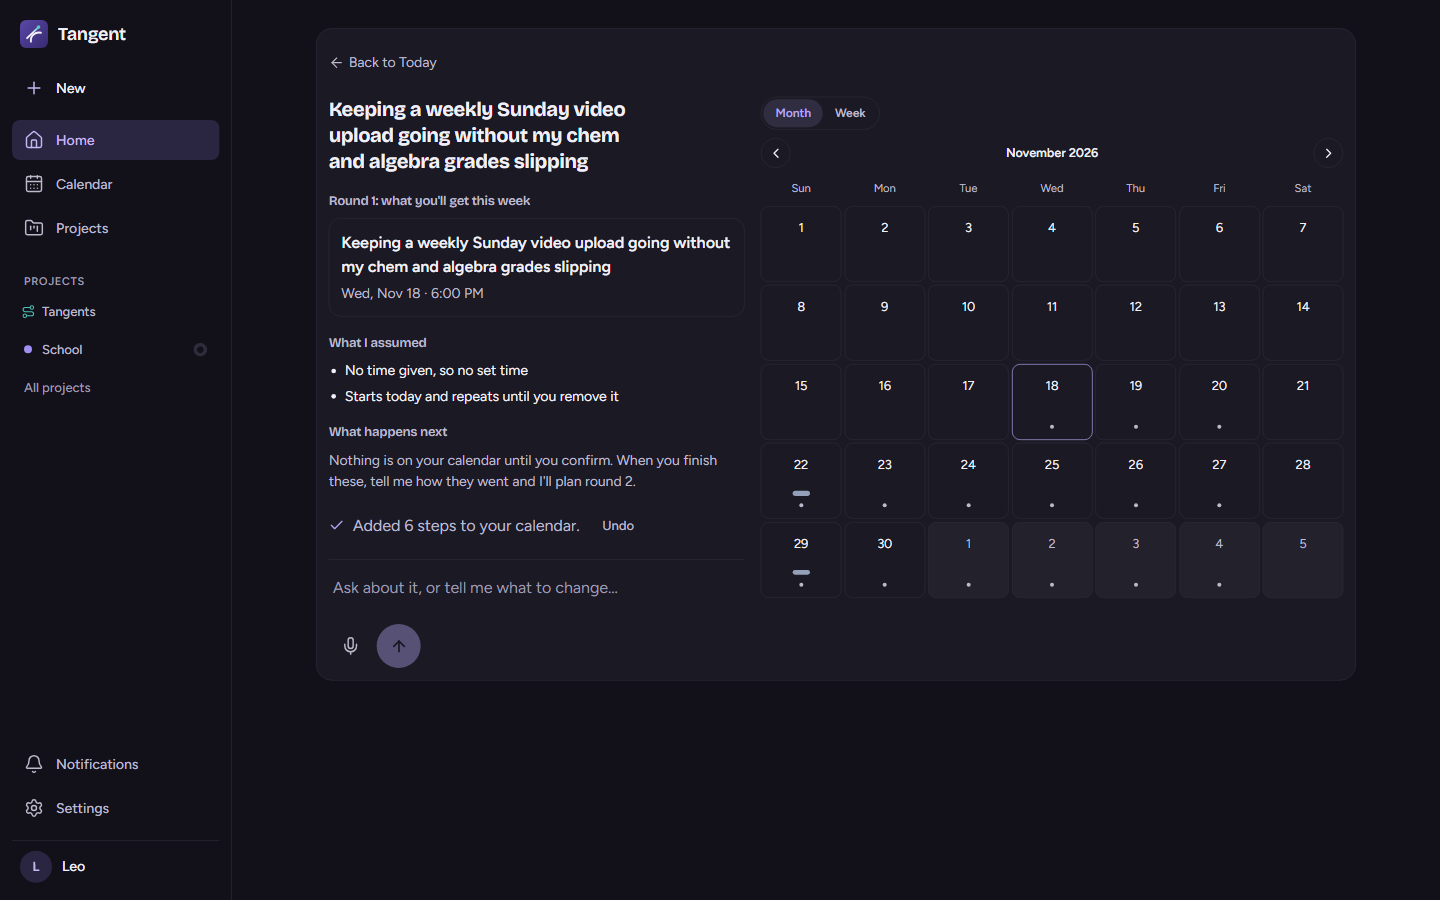 Tangent
New
Home
Calendar
Projects
PROJECTS
Tangents
School
All projects
Notifications
Settings
L
Leo
Back to Today
Keeping a weekly Sunday video
upload going without my chem
and algebra grades slipping
Round 1: what you'll get this week
Keeping a weekly Sunday video upload going without
my chem and algebra grades slipping
Wed, Nov 18 · 6:00 PM
What I assumed
• No time given, so no set time
• Starts today and repeats until you remove it
What happens next
Nothing is on your calendar until you confirm. When you finish
these, tell me how they went and I'll plan round 2.
Added 6 steps to your calendar. Undo
Ask about it, or tell me what to change...
Month Week
November 2026
Sun Mon Tue Wed Thu Fri Sat
1 2 3 4 5 6 7
8 9 10 11 12 13 14
15 16 17 18 19 20 21
22 23 24 25 26 27 28
29 30 1 2 3 4 5